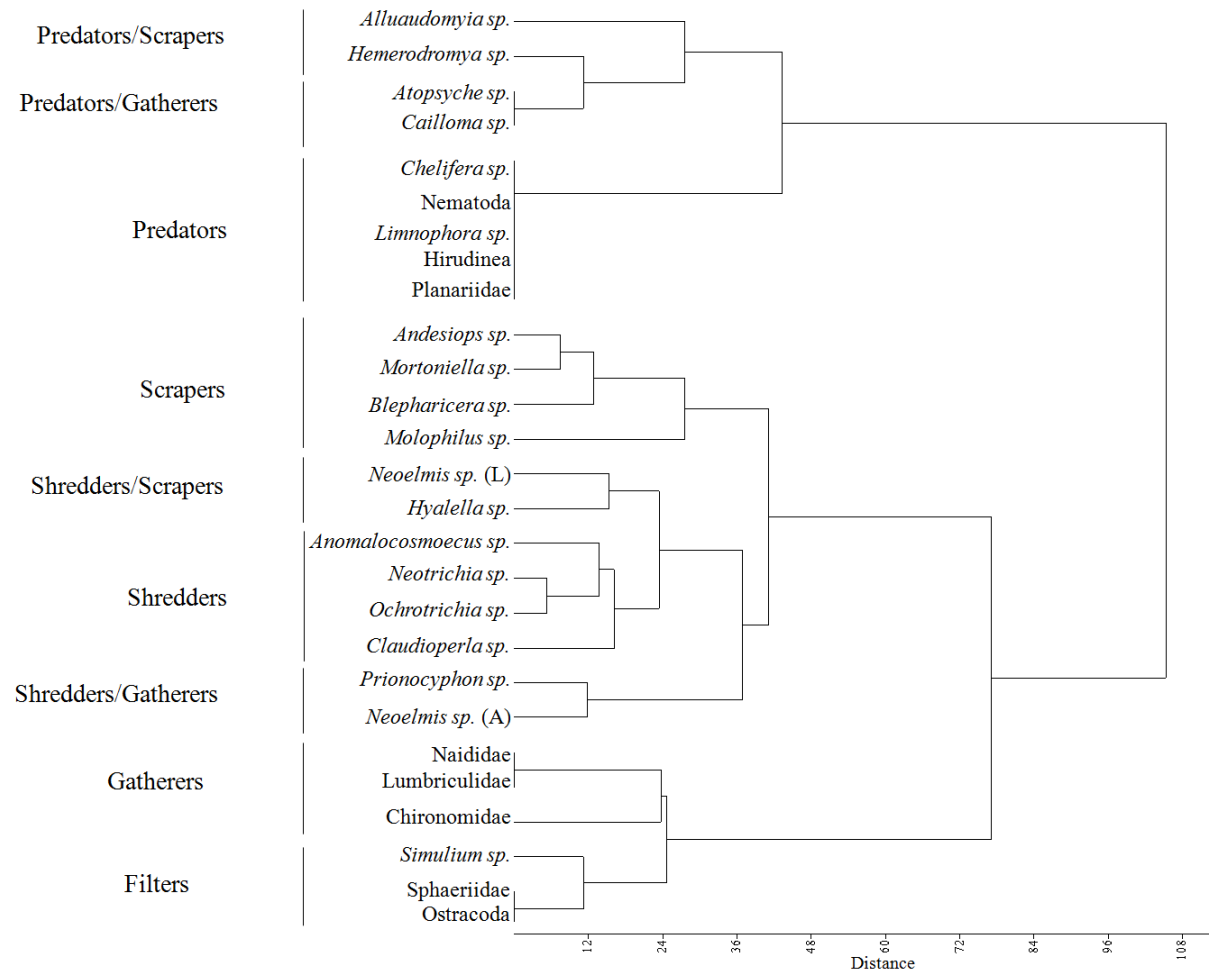 Predators/Scrapers
Alluaudomyia sp.
Hemerodromya sp.
Predators/Gatherers
Atopsyche sp.
Cailloma sp.
Predators
Chelifera sp.
Nematoda
Limnophora sp.
Hirudinea
Planariidae
Scrapers
Andesiops sp.
Mortoniella sp.
Blepharicera sp.
Molophilus sp.
Shredders/Scrapers
Neoelmis sp. (L)
Hyalella sp.
Shredders
Anomalocosmoecus sp.
Neotrichia sp.
Ochrotrichia sp.
Claudioperla sp.
Shredders/Gatherers
Prionocyphon sp.
Neoelmis sp. (A)
Gatherers
Naididae
Lumbriculidae
Chironomidae
Filters
Simulium sp.
Sphaeriidae
Ostracoda
12 24 36 48 60 72 84 96 108
Distance